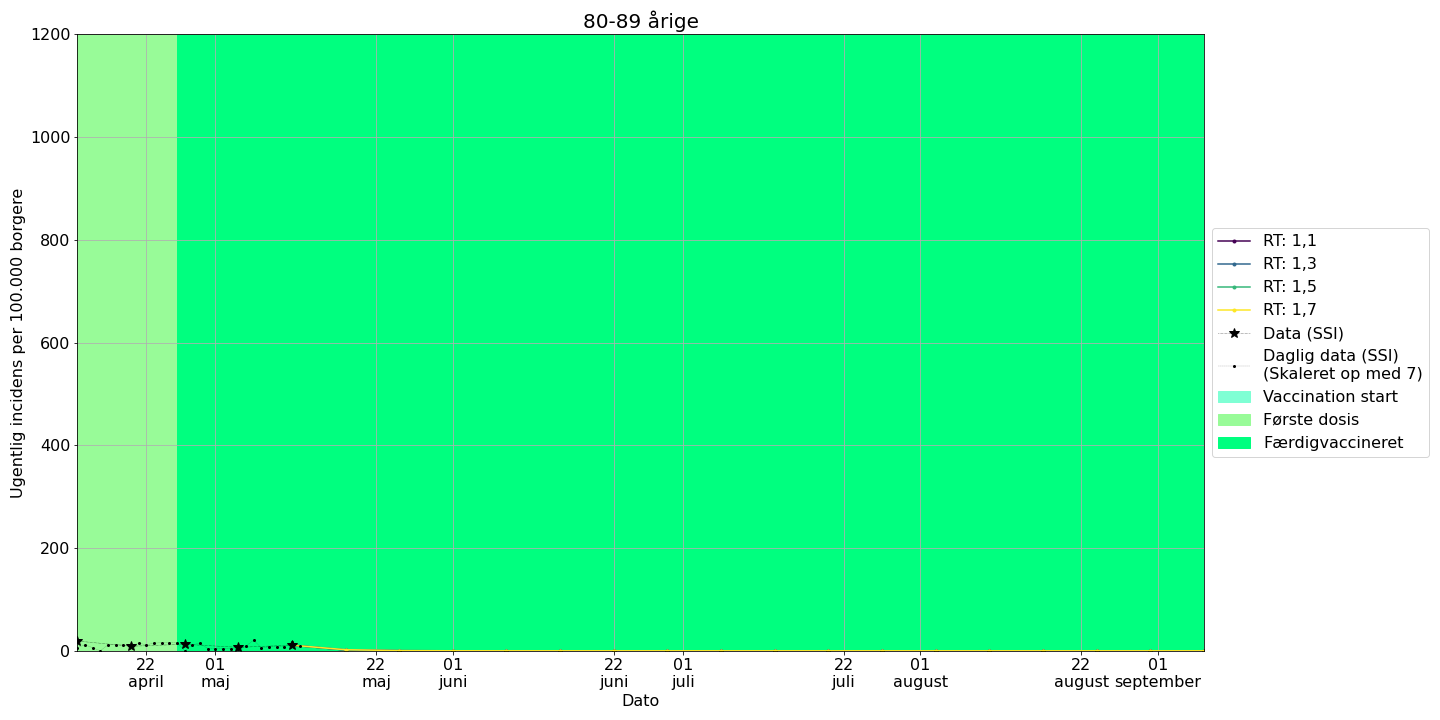 80-89 årige
Ugentlig incidens per 100.000 borgere
1200
1000
800
600
400
200
0
22 01 22 01 22 01 22 01 22 01
april maj maj juni juni juli juli august august september
Dato
RT: 1,1
RT: 1,3
RT: 1,5
RT: 1,7
Data (SSI)
Daglig data (SSI)
(Skaleret op med 7)
Vaccination start
Første dosis
Færdigvaccineret